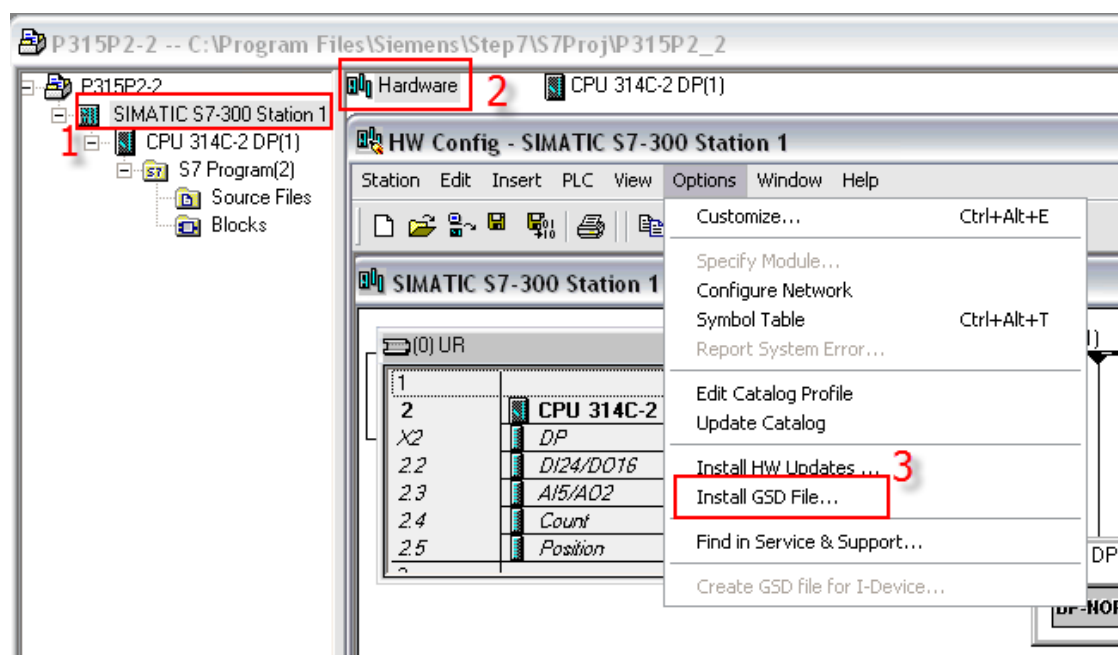 P315P2-2 -- C:\Program Files\Siemens\Step7\S7Proj\P315P2_2
P315P2-2
SIMATIC S7-300 Station 1
1
CPU 314C-2 DP(1)
S7 Program(2)
Source Files
Blocks
Hardware
2
CPU 314C-2 DP(1)
HW Config - SIMATIC S7-300 Station 1
Station Edit Insert PLC View Options Window Help
SIMATIC S7-300 Station 1
(0) UR
1
2 CPU 314C-2
X2 DP
2.2 DI24/DO16
2.3 AI5/AO2
2.4 Count
2.5 Position
Customize... Ctrl+Alt+E
Specify Module...
Configure Network
Symbol Table Ctrl+Alt+T
Report System Error...
Edit Catalog Profile
Update Catalog
Install HW Updates ...
3
Install GSD File...
Find in Service & Support...
Create GSD file for I-Device...
DP
DP-NOR